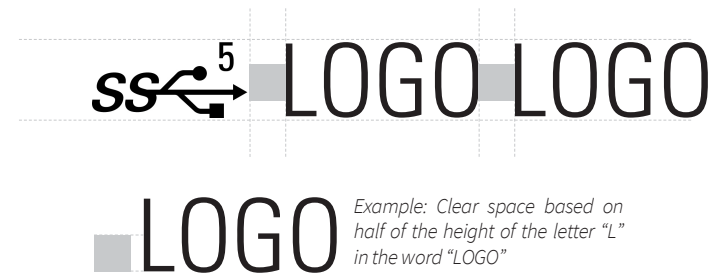 5
SS LOGO LOGO
LOGO
Example: Clear space based on
half of the height of the letter “L”
in the word “LOGO”